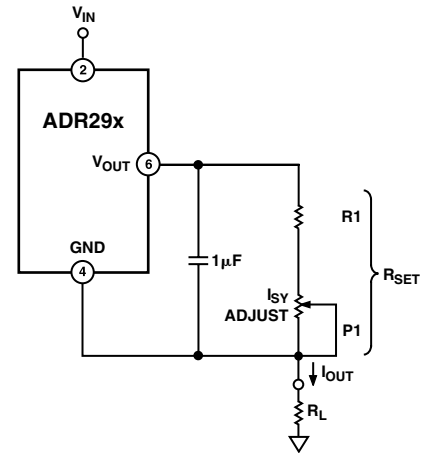 VIN
2
ADR29x
VOUT 6
GND
4
1μF
ISY
ADJUST
R1
P1
RSET
IOUT
RL